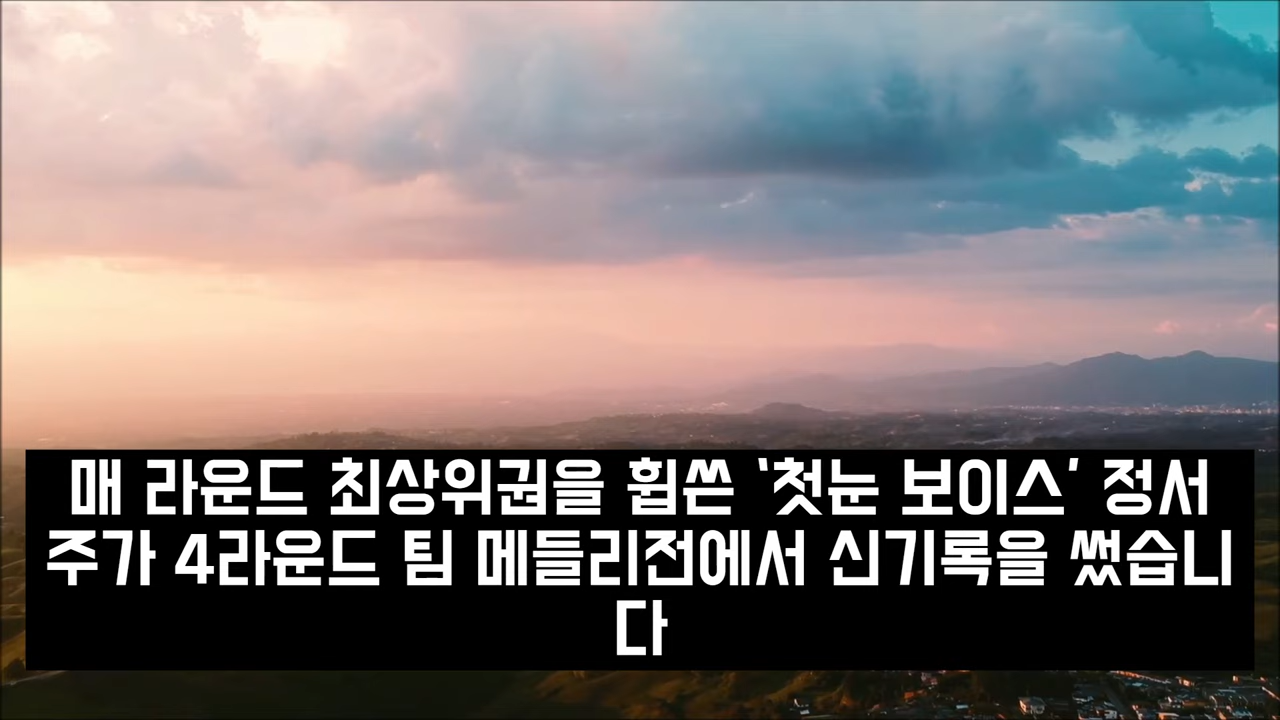 매 라운드 최상위권을 휩쓴 ‘첫눈 보이스’ 정서
주가 4라운드 팀 메들리전에서 신기록을 썼습니
다